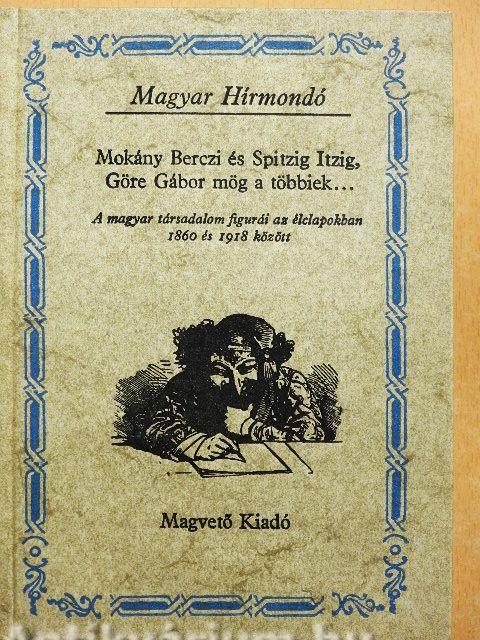 Magyar Hírmondó
Mokány Berczi és Spitzig Itzig,
Göre Gábor mög a többiek...
A magyar társadalom figurái az élclapokban
1860 és 1918 között
Magvető Kiadó